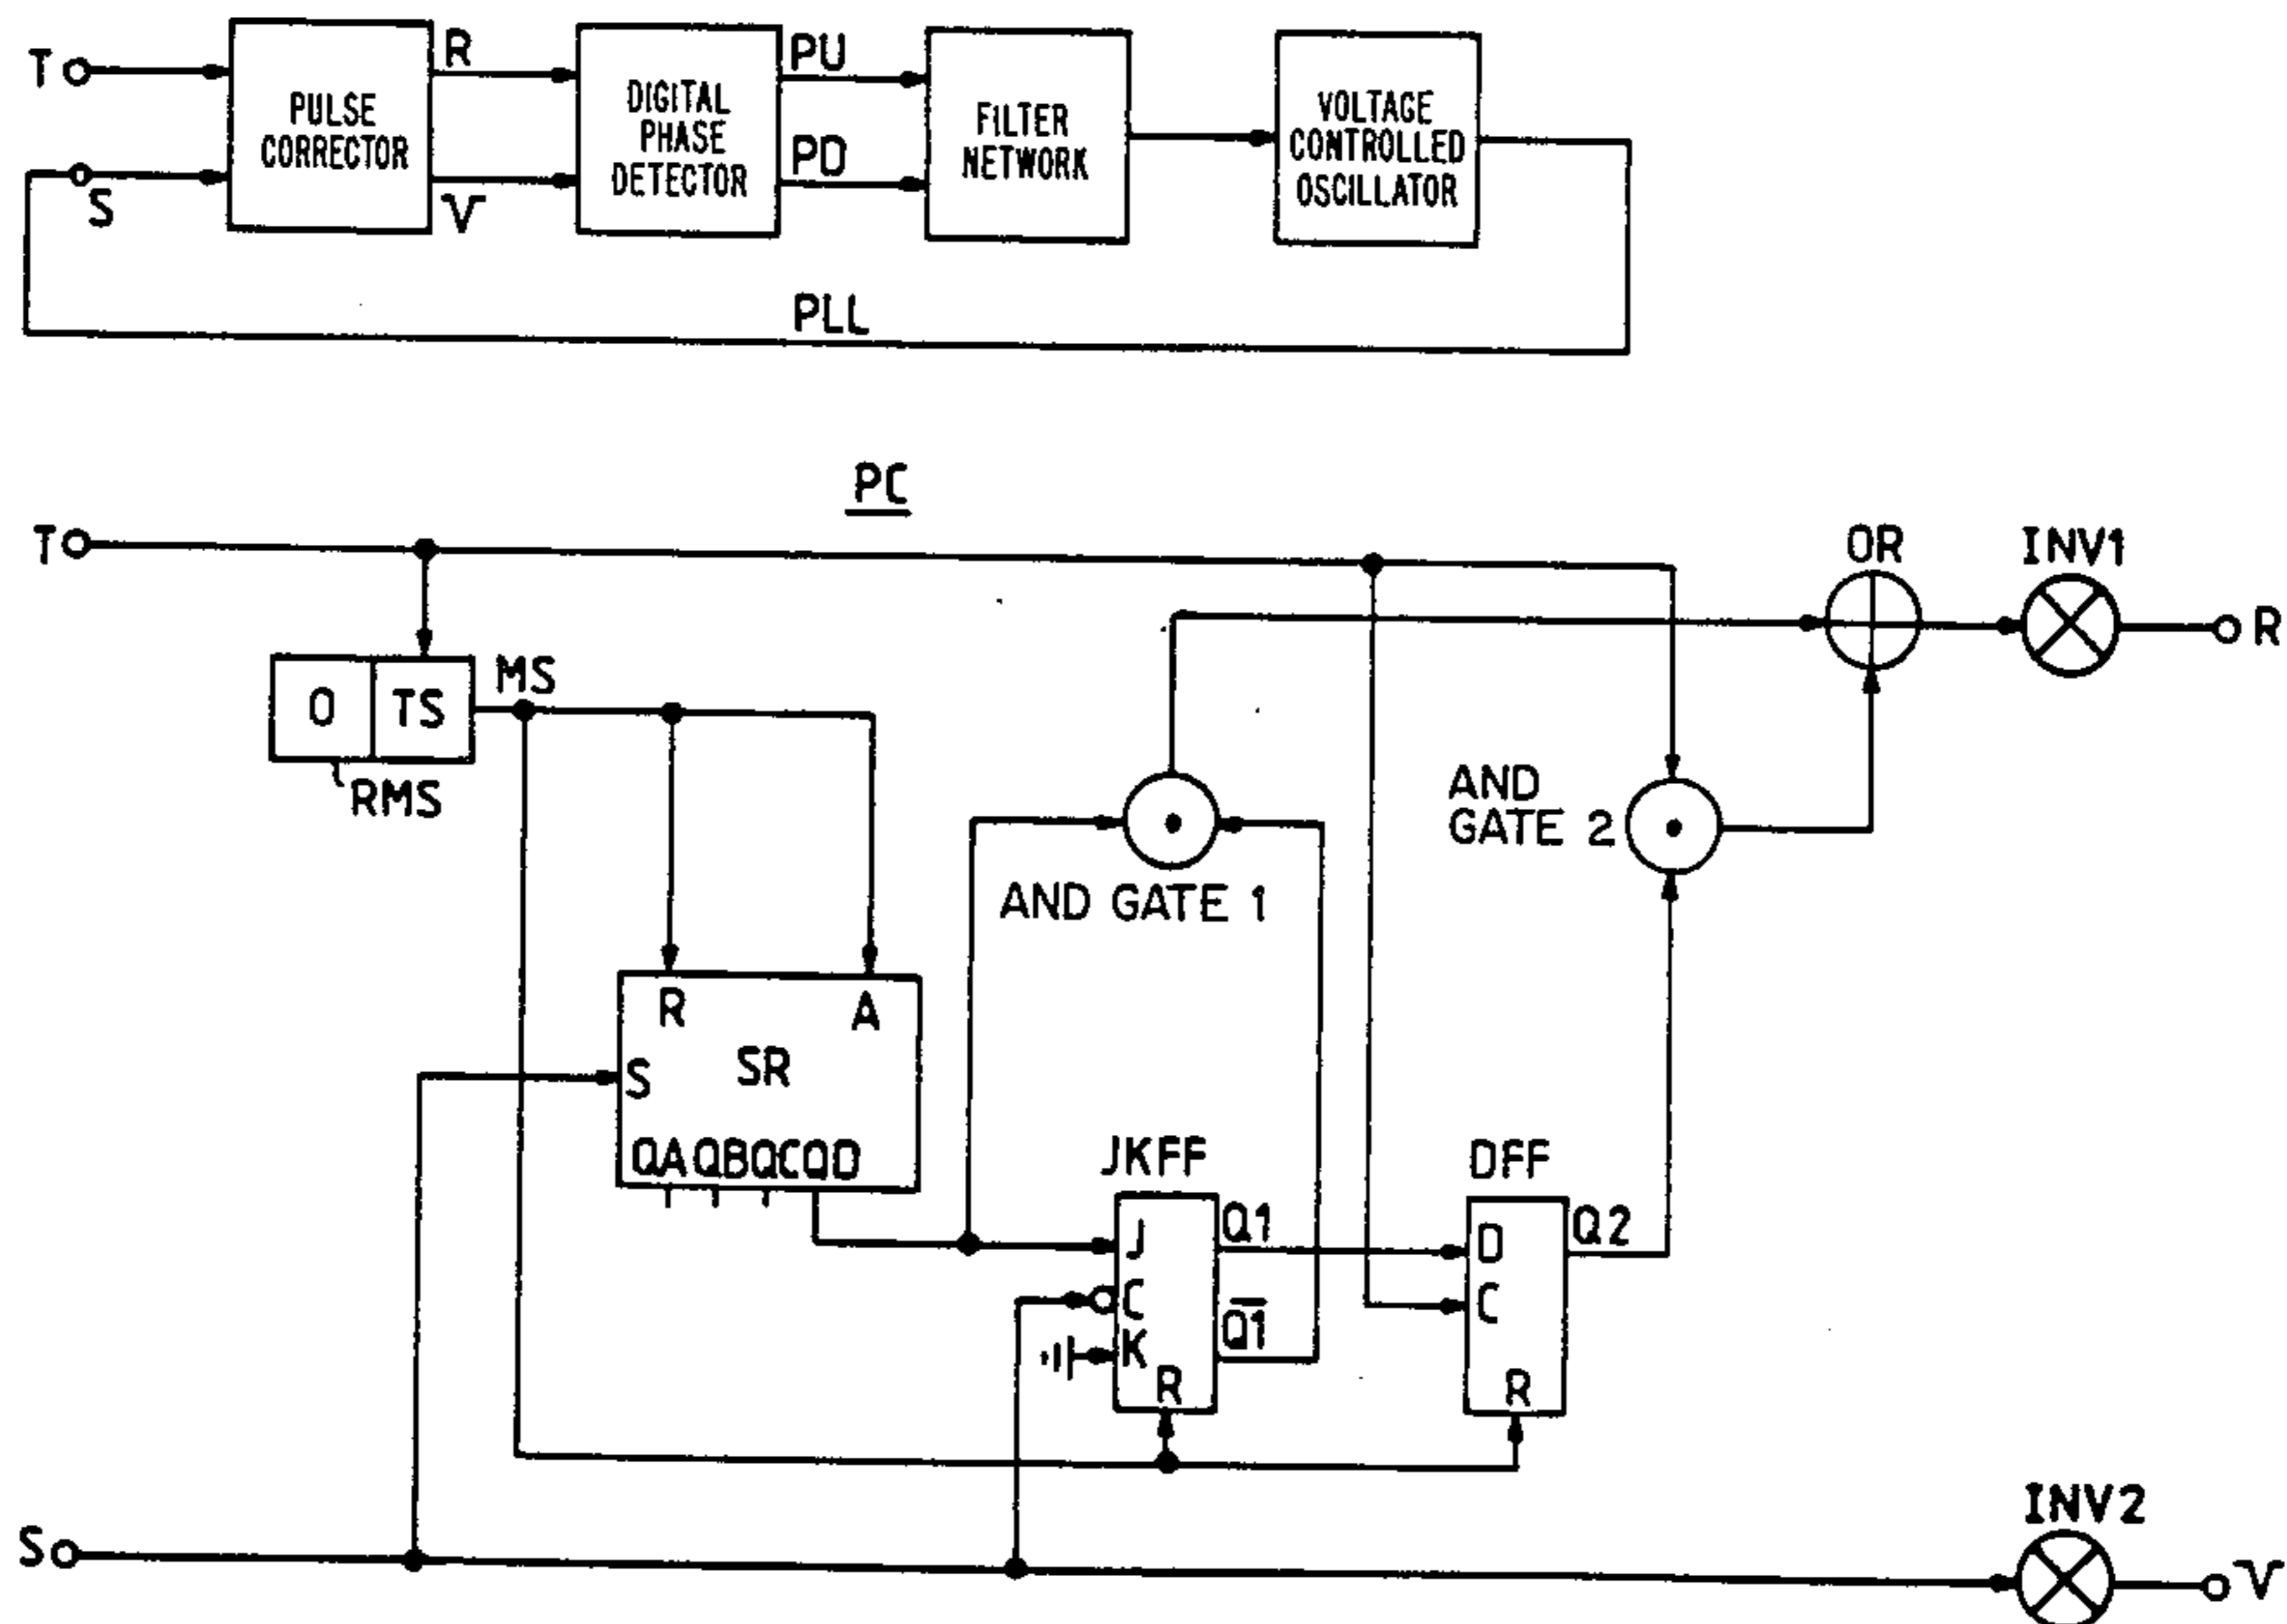 T
R
PU
PULSE
CORRECTOR
DIGITAL
PHASE
DETECTOR
FILTER
NETWORK
VOLTAGE
CONTROLLED
OSCILLATOR
PD
S
V
PLL
PC
T
OR
INV1
R
O
TS
MS
RMS
AND
GATE 2
AND GATE 1
R
A
S
SR
QA QB QC QD
JKFF
DFF
J
Q1
D
Q2
C
C
Q1
K
R
R
S
INV2
V